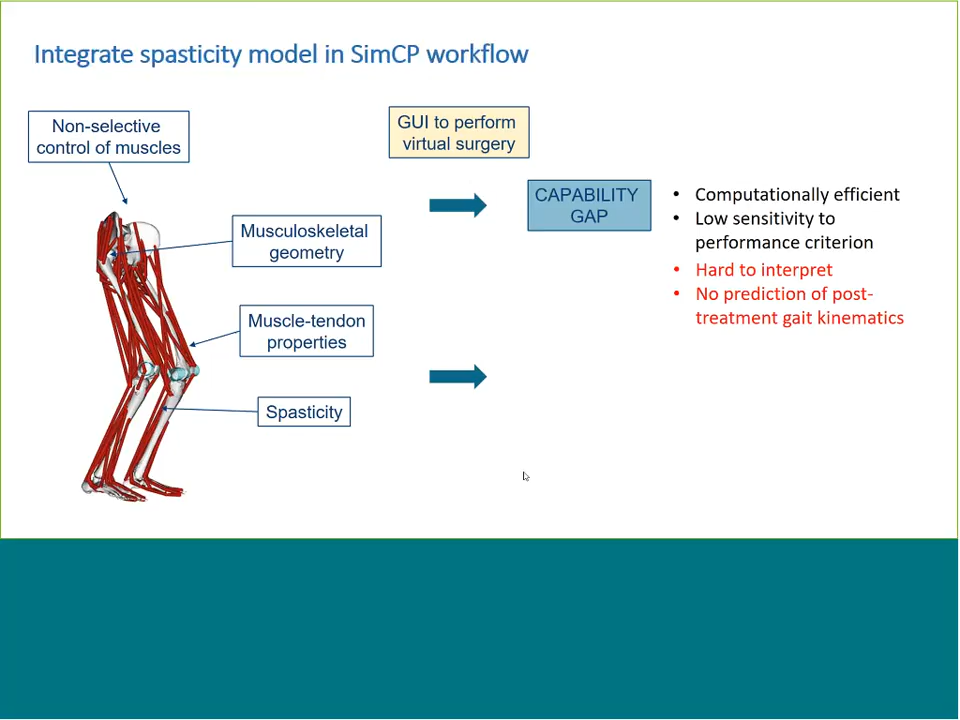 Integrate spasticity model in SimCP workflow
Non-selective
control of muscles
GUI to perform
virtual surgery
Musculoskeletal
geometry
CAPABILITY
GAP
• Computationally efficient
• Low sensitivity to
performance criterion
• Hard to interpret
• No prediction of post-
treatment gait kinematics
Muscle-tendon
properties
Spasticity